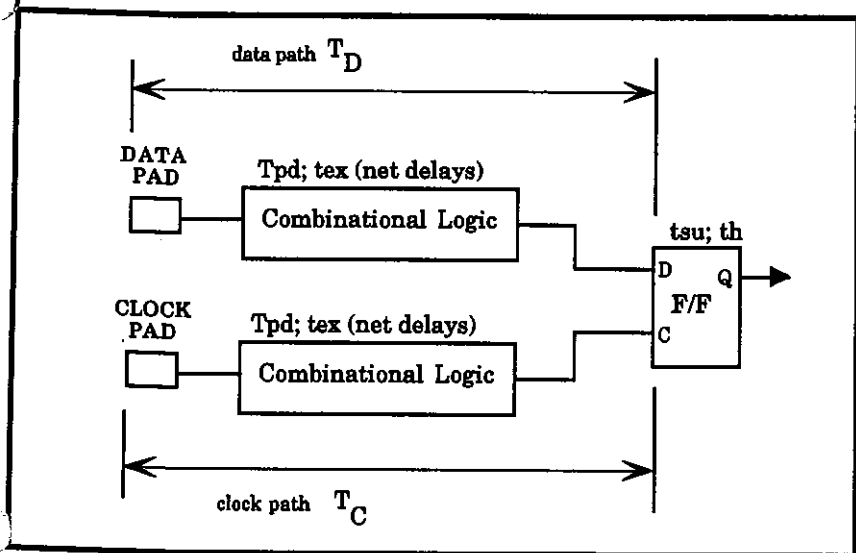 data path T_D
DATA
PAD
Tpd; tex (net delays)
Combinational Logic
tsu; th
D Q
F/F
C
CLOCK
PAD
Tpd; tex (net delays)
Combinational Logic
clock path T_C